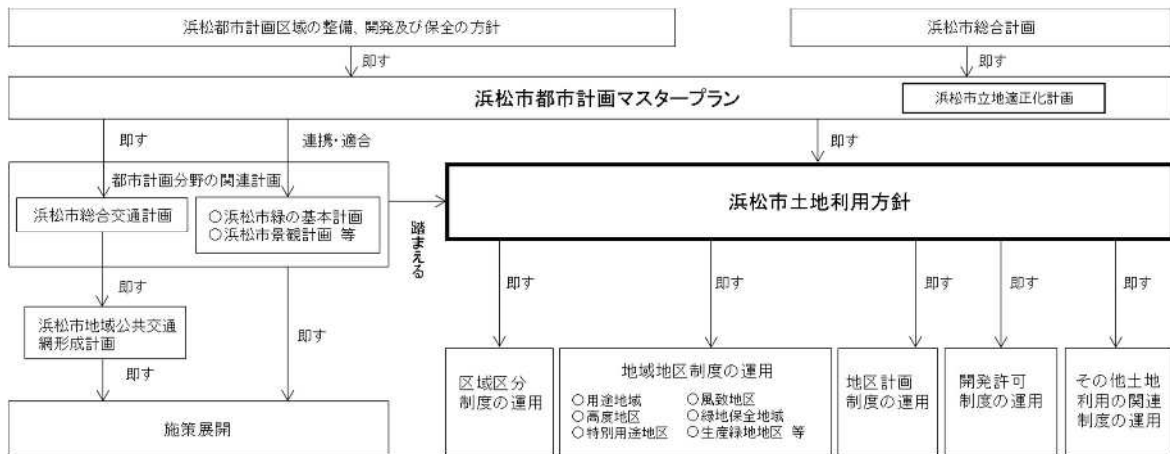 浜松都市計画区域の整備、開発及び保全の方針
浜松市総合計画
即す
即す
浜松市都市計画マスタープラン
浜松市立地適正化計画
即す
連携・適合
即す
都市計画分野の関連計画
浜松市総合交通計画
○浜松市緑の基本計画
○浜松市景観計画 等
踏まえる
浜松市土地利用方針
即す
即す
即す
即す
即す
即す
即す
浜松市地域公共交通
網形成計画
即す
施策展開
区域区分
制度の運用
地域地区制度の運用
○用途地域
○風致地区
○高度地区
○緑地保全地域
○特別用途地区
○生産緑地地区 等
地区計画
制度の運用
開発許可
制度の運用
その他土地
利用の関連
制度の運用